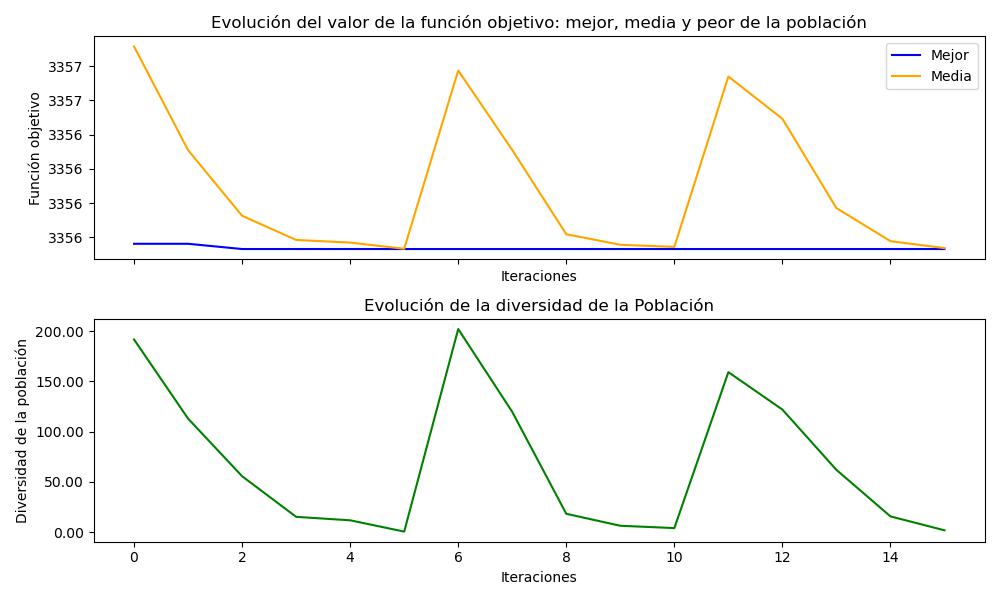 Evolución del valor de la función objetivo: mejor, media y peor de la población
Mejor
Media
3357
3357
3356
3356
3356
3356
Función objetivo
Iteraciones
Evolución de la diversidad de la Población
200.00
150.00
100.00
50.00
0.00
Diversidad de la población
0 2 4 6 8 10 12 14
Iteraciones